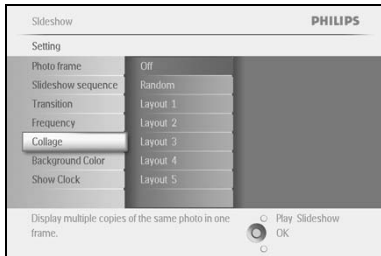 Slideshow
PHILIPS
Setting
Photo frame
Off
Slideshow sequence
Random
Transition
Layout 1
Frequency
Layout 2
Collage
Layout 3
Background Color
Layout 4
Show Clock
Layout 5
Display multiple copies of the same photo in one
frame.
Play Slideshow
OK